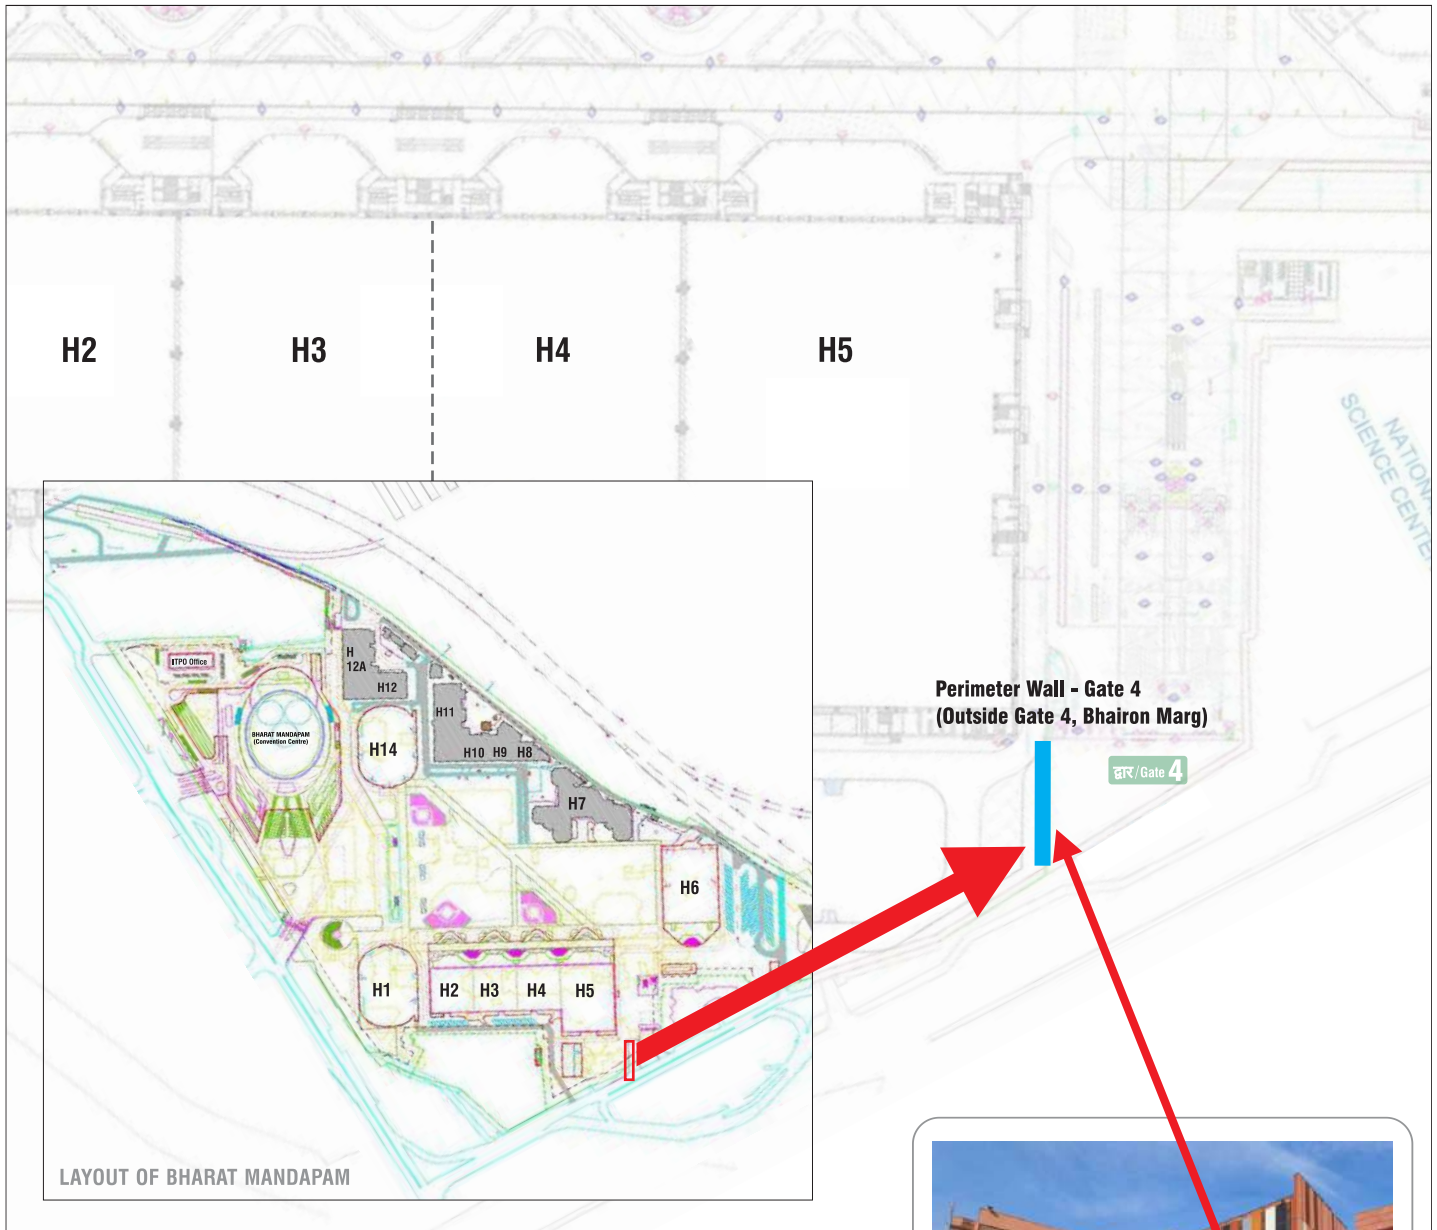 H2
H3
H4
H5
NATIONAL
SCIENCE CENTER
Perimeter Wall - Gate 4
(Outside Gate 4, Bhairon Marg)
द्वार/Gate 4
ITPO Office
BHARAT MANDAPAM
(Convention Centre)
H
12A
H12
H11
H10
H9
H8
H14
H7
H6
H1
H2
H3
H4
H5
LAYOUT OF BHARAT MANDAPAM